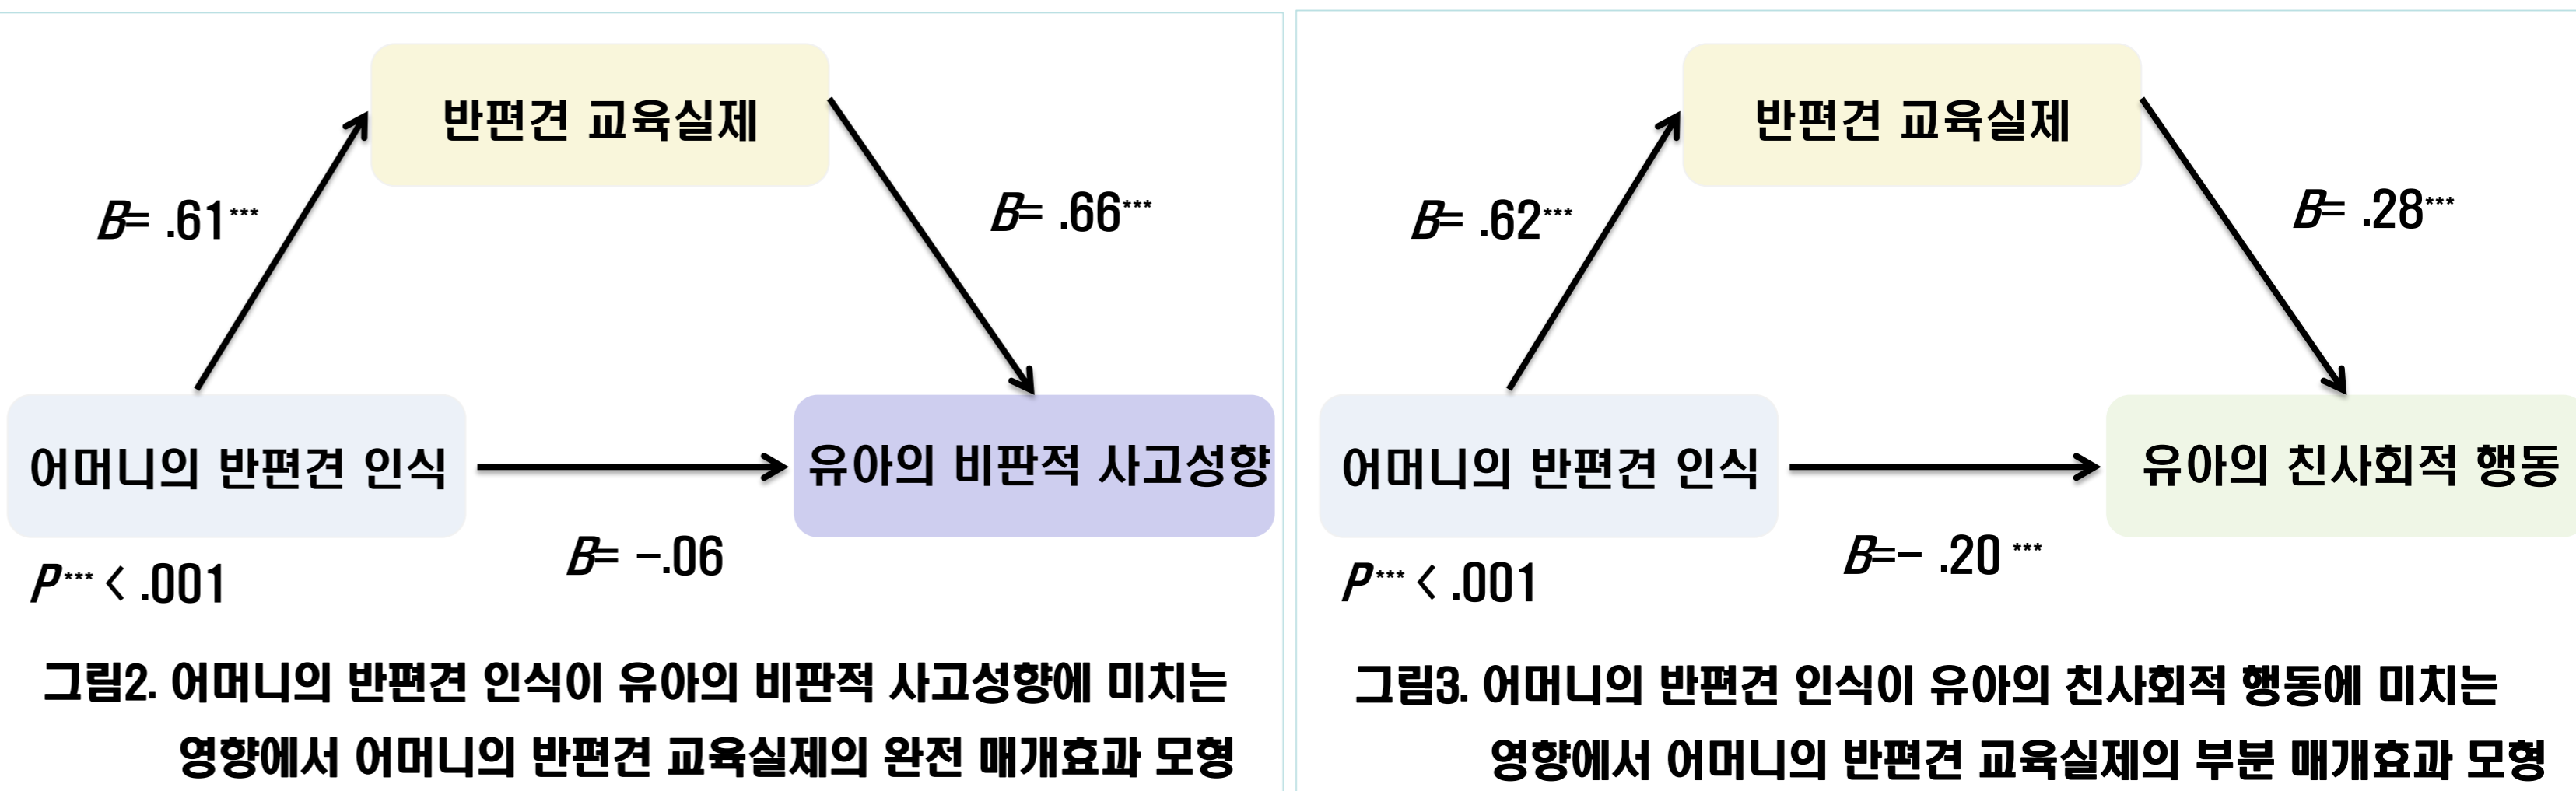 반편견 교육실제
B= .61***
B= .66***
어머니의 반편견 인식
유아의 비판적 사고성향
B= -.06
P*** < .001
그림2. 어머니의 반편견 인식이 유아의 비판적 사고성향에 미치는
영향에서 어머니의 반편견 교육실제의 완전 매개효과 모형
반편견 교육실제
B= .62***
B= .28***
어머니의 반편견 인식
유아의 친사회적 행동
B=- .20 ***
P*** < .001
그림3. 어머니의 반편견 인식이 유아의 친사회적 행동에 미치는
영향에서 어머니의 반편견 교육실제의 부분 매개효과 모형